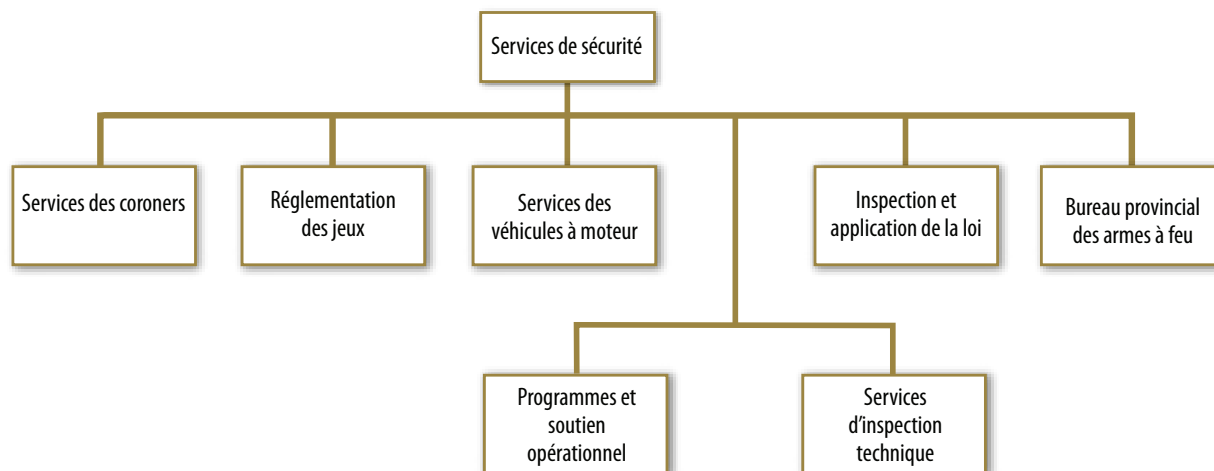 Services de sécurité
Services des coroners
Réglementation
des jeux
Services des
véhicules à moteur
Inspection et
application de la loi
Bureau provincial
des armes à feu
Programmes et
soutien
opérationnel
Services
d’inspection
technique